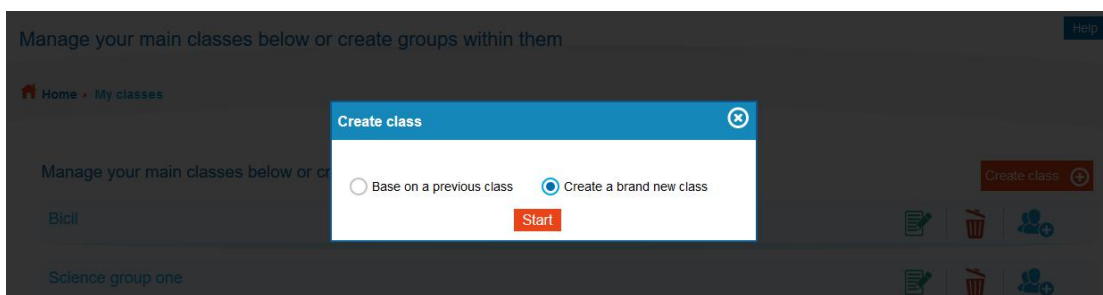 Manage your main classes below or create groups within them
Help
Home › My classes
Create class
Manage your main classes below or cr
Create class
Base on a previous class
Create a brand new class
Start
Bicil
Science group one